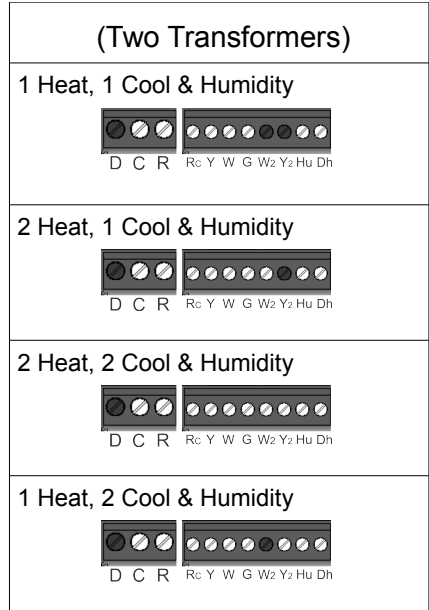 (Two Transformers)
1 Heat, 1 Cool & Humidity
D C R Rc Y W G W2 Y2 Hu Dh
2 Heat, 1 Cool & Humidity
D C R Rc Y W G W2 Y2 Hu Dh
2 Heat, 2 Cool & Humidity
D C R Rc Y W G W2 Y2 Hu Dh
1 Heat, 2 Cool & Humidity
D C R Rc Y W G W2 Y2 Hu Dh